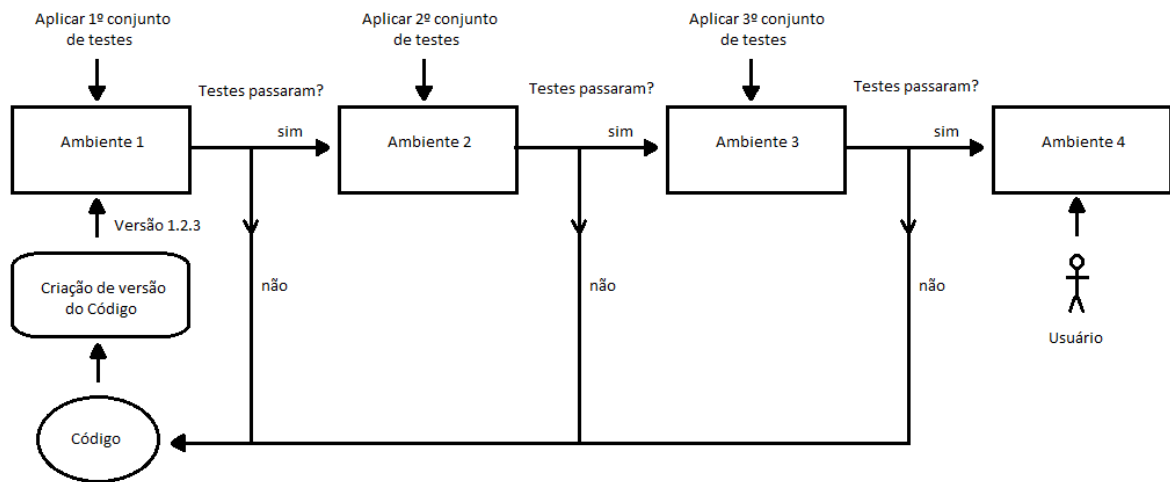 Aplicar 1º conjunto
de testes
Aplicar 2º conjunto
de testes
Aplicar 3º conjunto
de testes
Testes passaram?
Testes passaram?
Testes passaram?
Ambiente 1
sim
Ambiente 2
sim
Ambiente 3
sim
Ambiente 4
Versão 1.2.3
Criação de versão
do Código
não
não
não
Usuário
Código